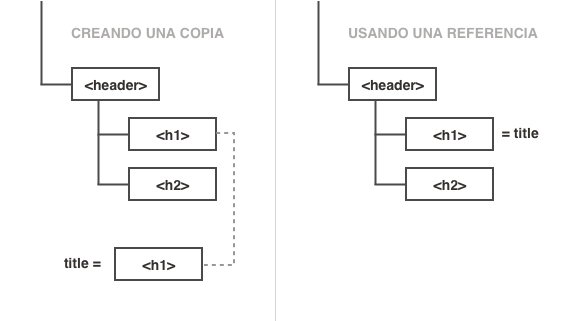 CREANDO UNA COPIA
<header>
<h1>
<h2>
title =
<h1>
USANDO UNA REFERENCIA
<header>
<h1>
= title
<h2>